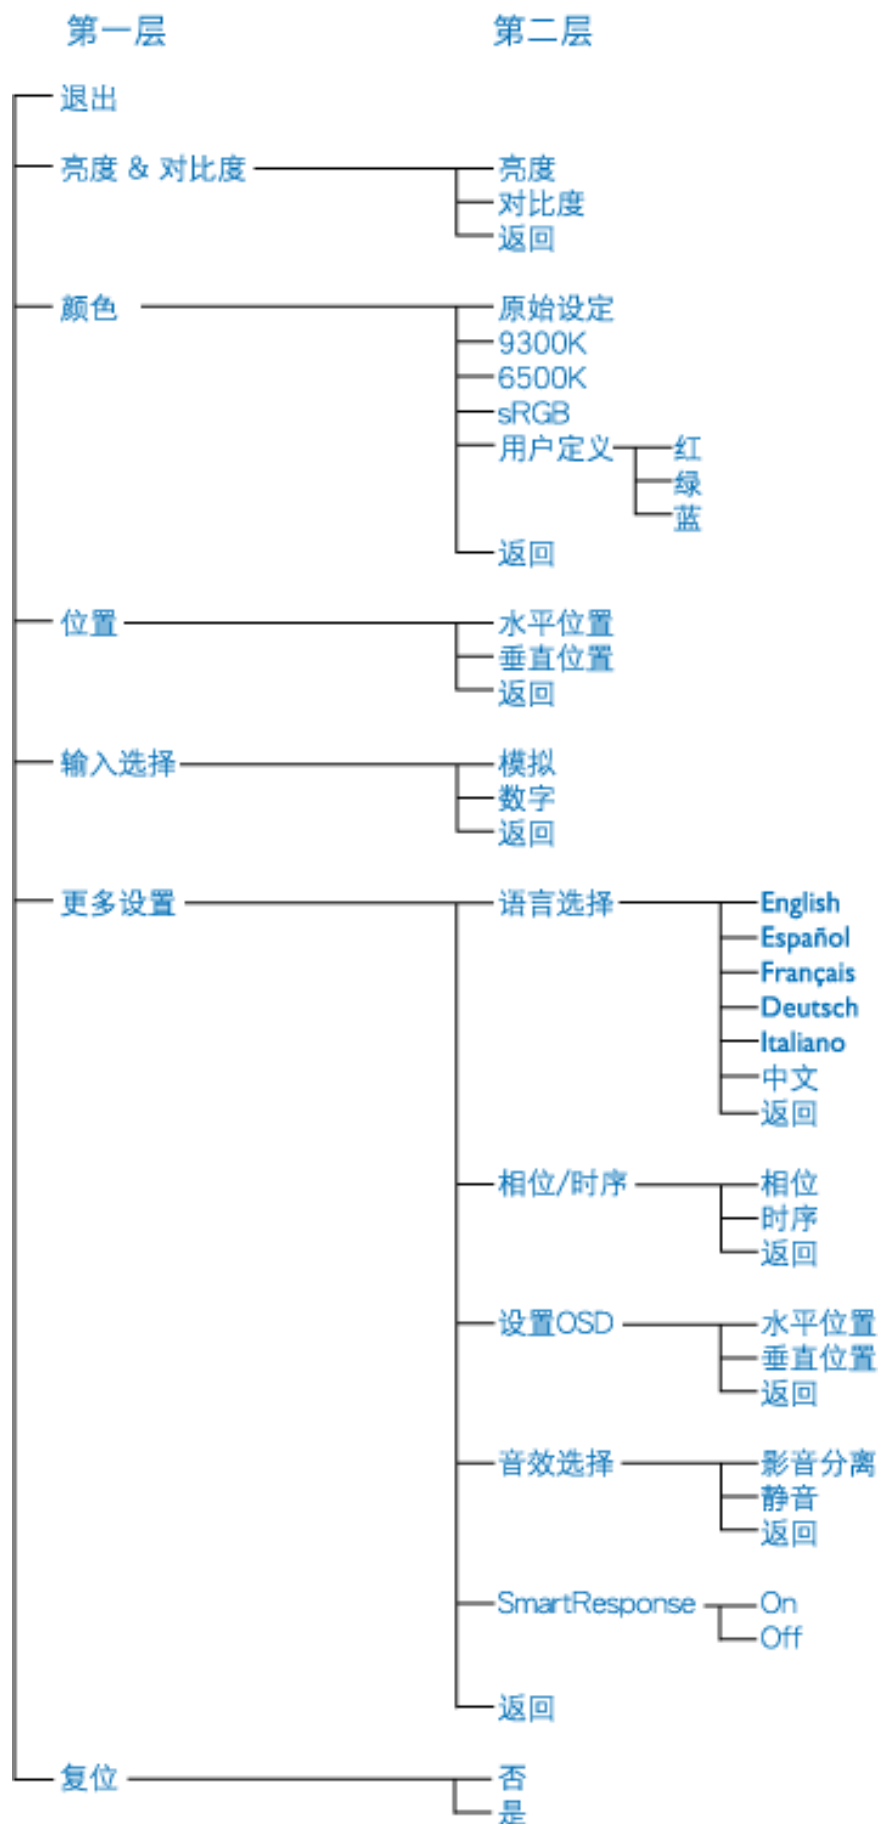 第一层 第二层
退出
亮度 & 对比度 亮度
对比度
返回
颜色 原始设定
9300K
6500K
sRGB
用户定义 红
绿
蓝
返回
位置 水平位置
垂直位置
返回
输入选择 模拟
数字
返回
更多设置 语言选择 English
Español
Français
Deutsch
Italiano
中文
返回
相位/时序 相位
时序
返回
设置OSD 水平位置
垂直位置
返回
音效选择 影音分离
静音
返回
SmartResponse On
Off
返回
复位 否
是